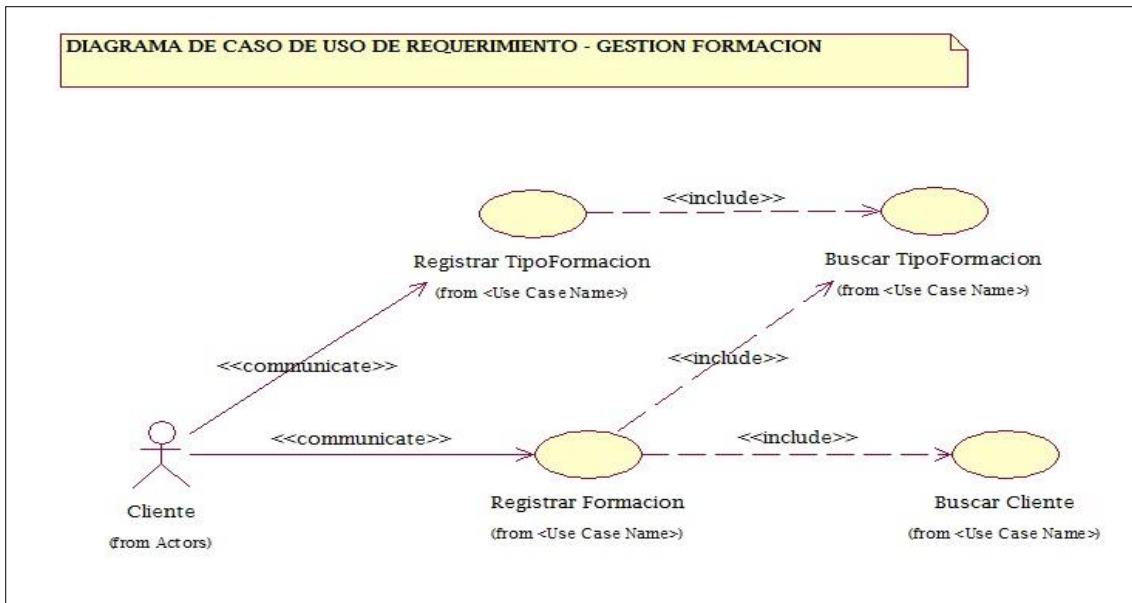 DIAGRAMA DE CASO DE USO DE REQUERIMIENTO - GESTION FORMACION
<<include>>
Registrar TipoFormacion
(from <Use Case Name>)
Buscar TipoFormacion
(from <Use Case Name>)
<<communicate>>
<<include>>
<<communicate>>
<<include>>
Cliente
(from Actors)
Registrar Formacion
(from <Use Case Name>)
Buscar Cliente
(from <Use Case Name>)